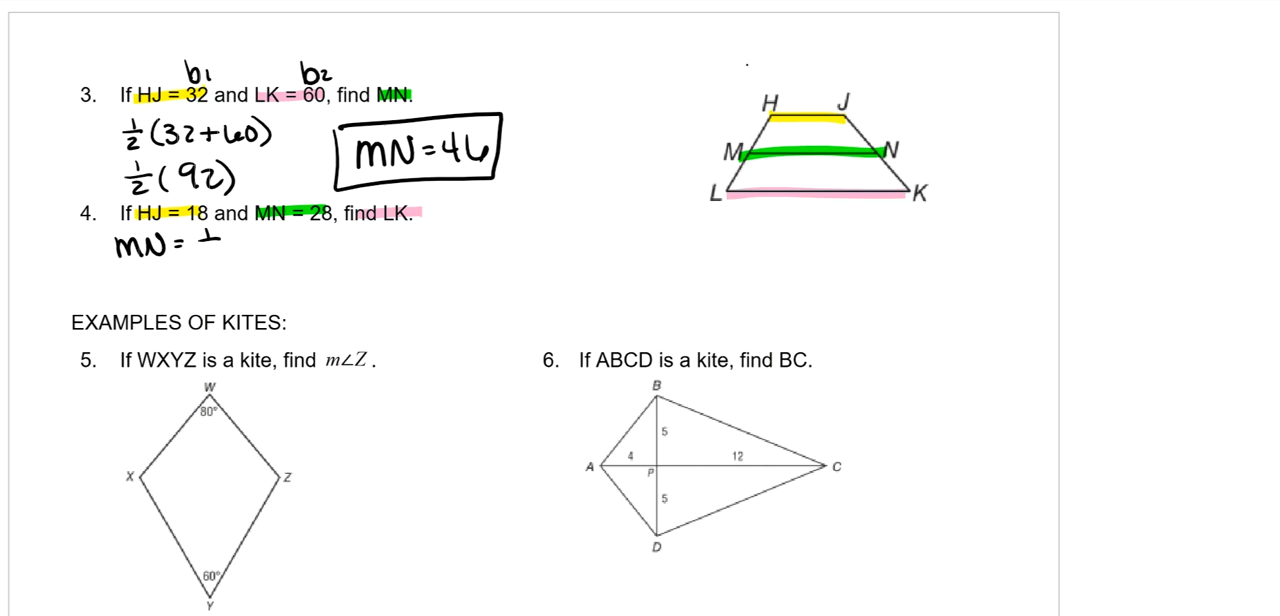 b1 b2
3. If HJ = 32 and LK = 60, find MN.
1/2 (32+60)
1/2 (92)
MN = 46
4. If HJ = 18 and MN = 28, find LK.
MN = 1
H J
M N
L K
EXAMPLES OF KITES:
5. If WXYZ is a kite, find m∠Z.
W
80°
X Z
60°
Y
6. If ABCD is a kite, find BC.
B
5
4 12
A P C
5
D